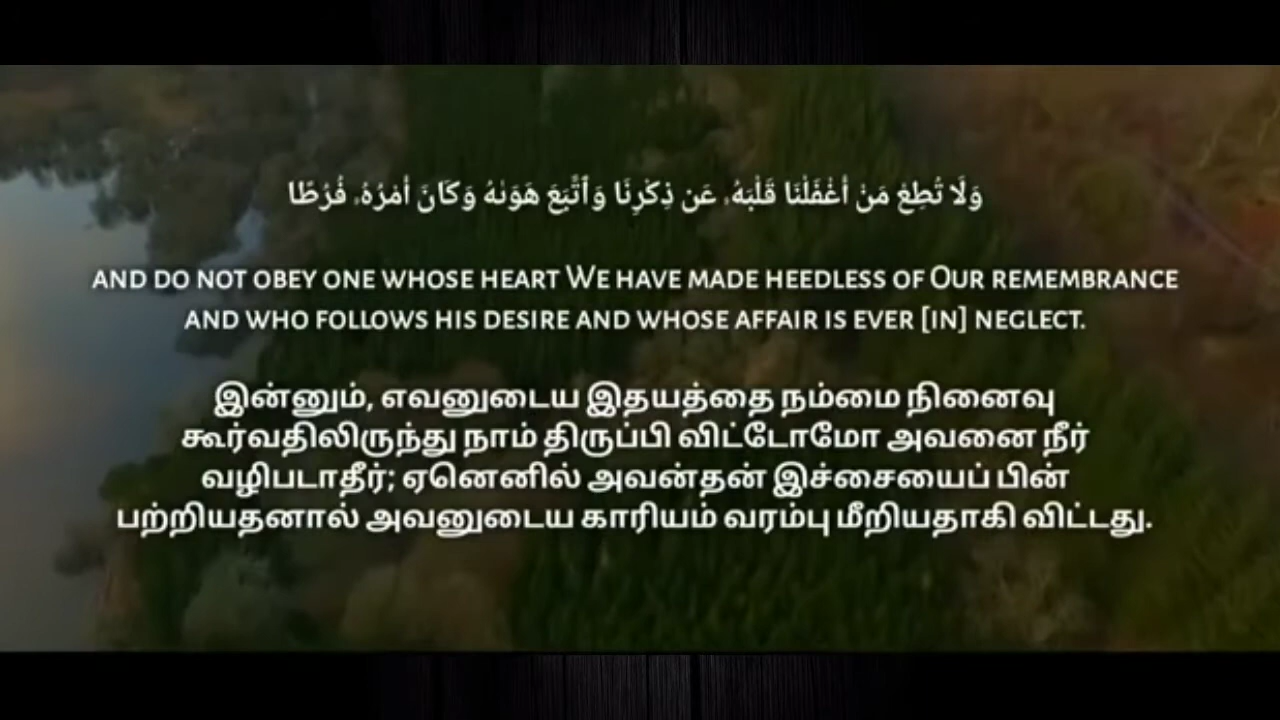 وَلَا تُطِعْ مَنْ أَغْفَلْنَا قَلْبَهُۥ عَن ذِكْرِنَا وَٱتَّبَعَ هَوَىٰهُ وَكَانَ أَمْرُهُۥ فُرُطًا
AND DO NOT OBEY ONE WHOSE HEART WE HAVE MADE HEEDLESS OF OUR REMEMBRANCE
AND WHO FOLLOWS HIS DESIRE AND WHOSE AFFAIR IS EVER [IN] NEGLECT.
இன்னும், எவனுடைய இதயத்தை நம்மை நினைவு
கூர்வதிலிருந்து நாம் திருப்பி விட்டோமோ அவனை நீர்
வழிபடாதீர்; ஏனெனில் அவன்தன் இச்சையைப் பின்
பற்றியதனால் அவனுடைய காரியம் வரம்பு மீறியதாகி விட்டது.